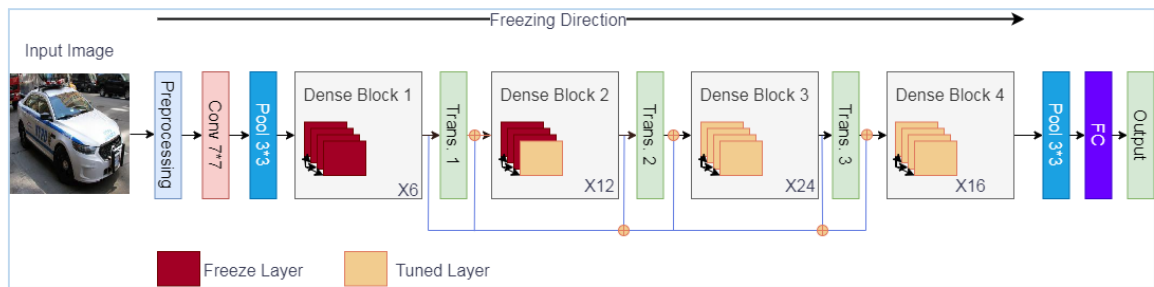 Freezing Direction
Input Image
Preprocessing
Conv 7*7
Pool 3*3
Dense Block 1
X6
Trans. 1
Dense Block 2
X12
Trans. 2
Dense Block 3
X24
Trans. 3
Dense Block 4
X16
Pool 3*3
FC
Output
Freeze Layer
Tuned Layer